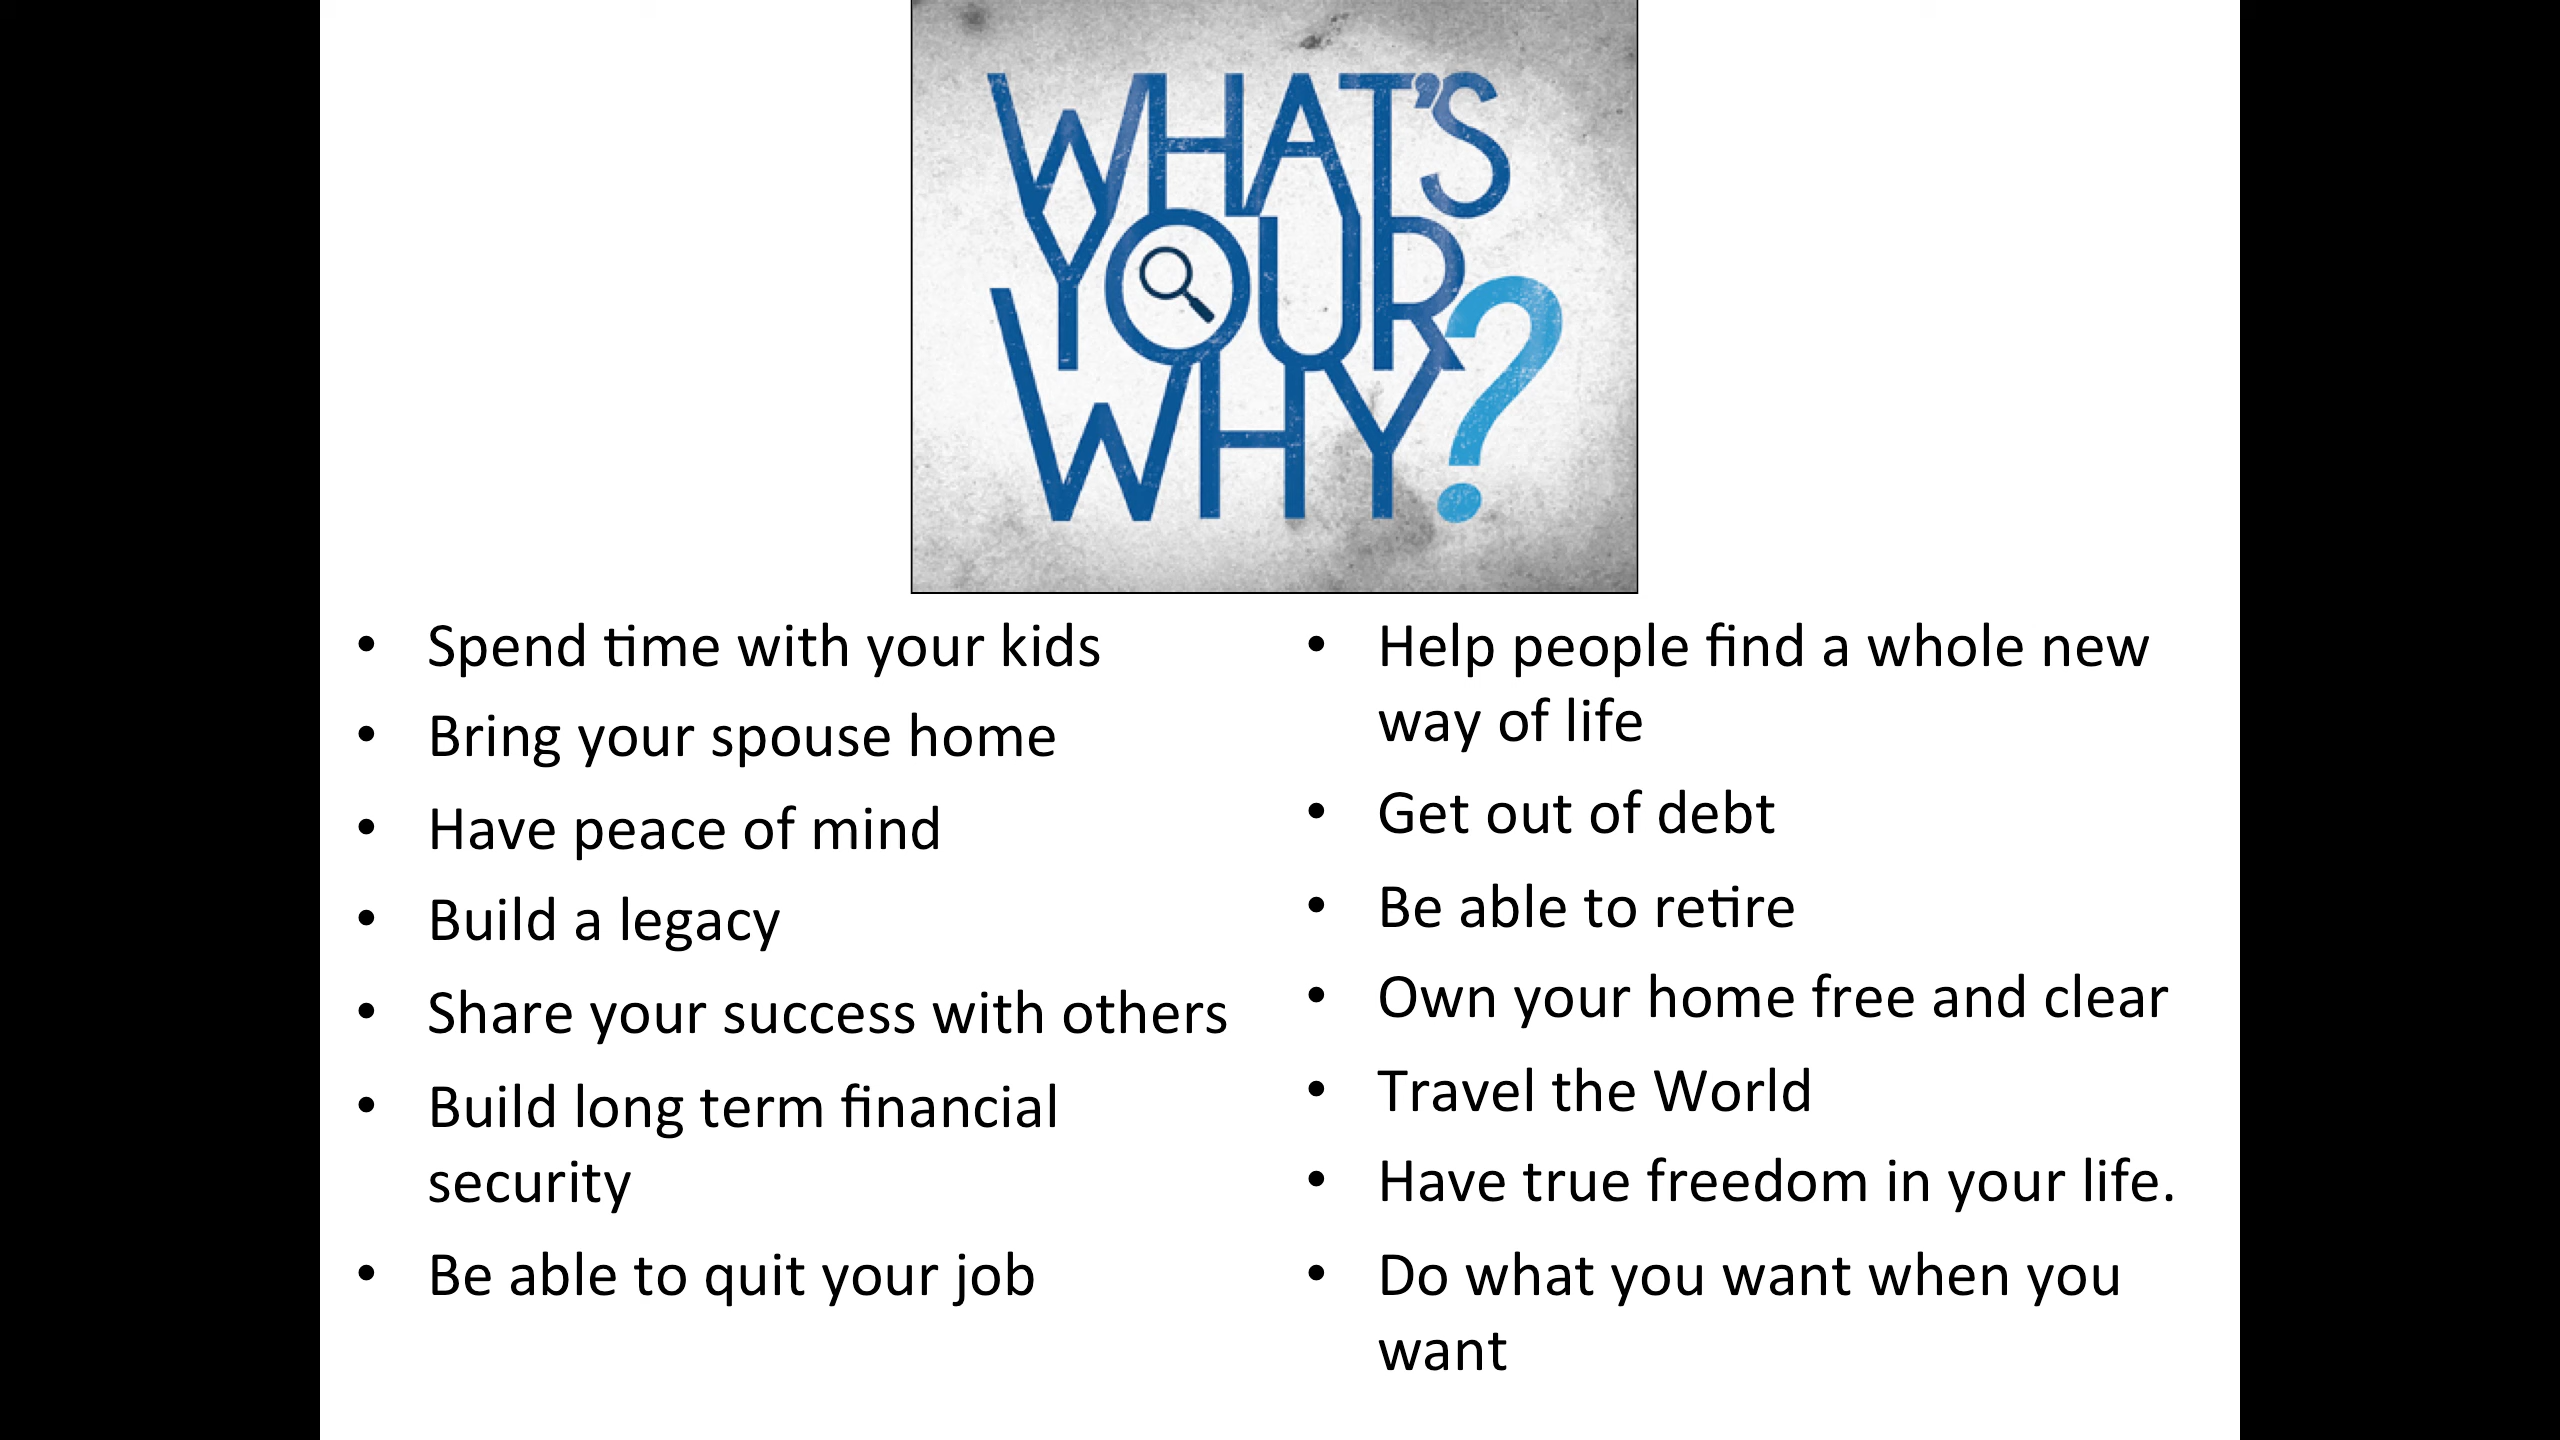 WHAT'S
YOUR
WHY?
• Spend time with your kids
• Bring your spouse home
• Have peace of mind
• Build a legacy
• Share your success with others
• Build long term financial
security
• Be able to quit your job
• Help people find a whole new
way of life
• Get out of debt
• Be able to retire
• Own your home free and clear
• Travel the World
• Have true freedom in your life.
• Do what you want when you
want